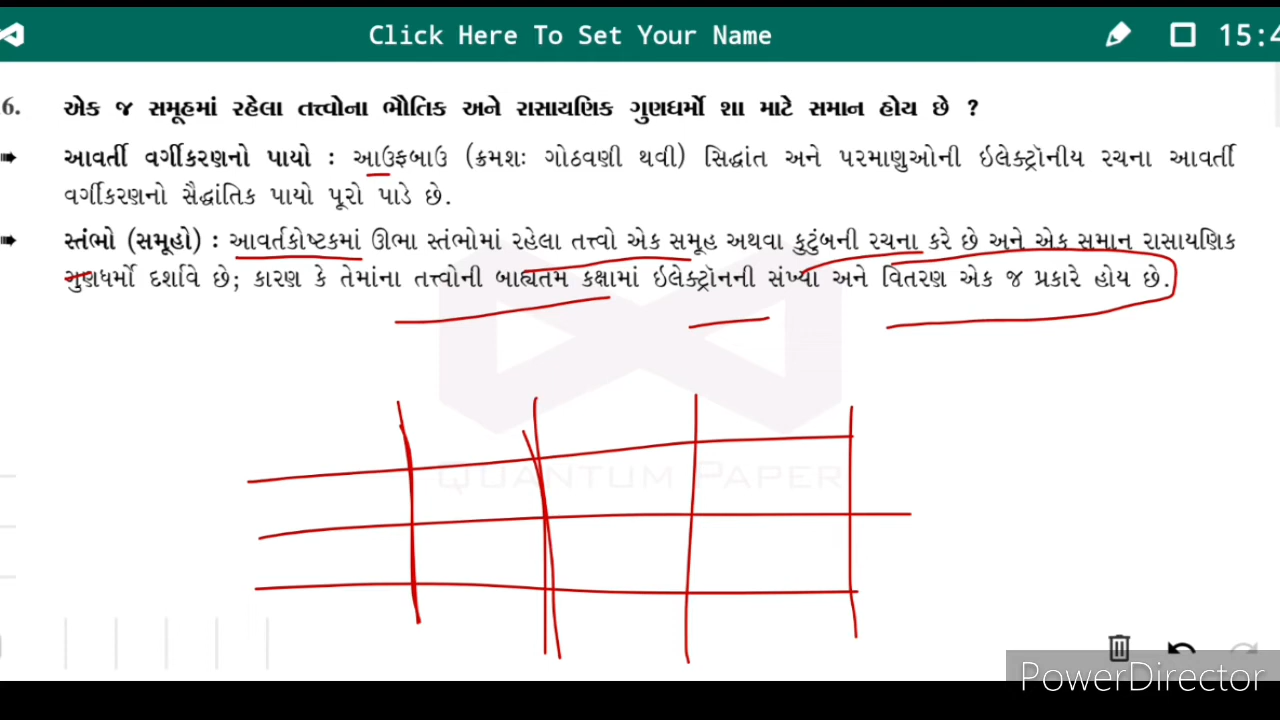 Click Here To Set Your Name
15:4
6. એક જ સમૂહમાં રહેલા તત્ત્વોના ભૌતિક અને રાસાયણિક ગુણધર્મો શા માટે સમાન હોય છે ?
આવર્તી વર્ગીકરણનો પાયો : આઉફબાઉ (ક્રમશઃ ગોઠવણી થવી) સિદ્ધાંત અને પરમાણુઓની ઇલેક્ટ્રૉનીય રચના આવર્તી
વર્ગીકરણનો સૈદ્ધાંતિક પાયો પૂરો પાડે છે.
સ્તંભો (સમૂહો) : આવર્તકોષ્ટકમાં ઊભા સ્તંભોમાં રહેલા તત્ત્વો એક સમૂહ અથવા કુટુંબની રચના કરે છે અને એક સમાન રાસાયણિક
ગુણધર્મો દર્શાવે છે; કારણ કે તેમાંના તત્ત્વોની બાહ્યતમ કક્ષામાં ઇલેક્ટ્રૉનની સંખ્યા અને વિતરણ એક જ પ્રકારે હોય છે.
QUANTUM PAPER
PowerDirector